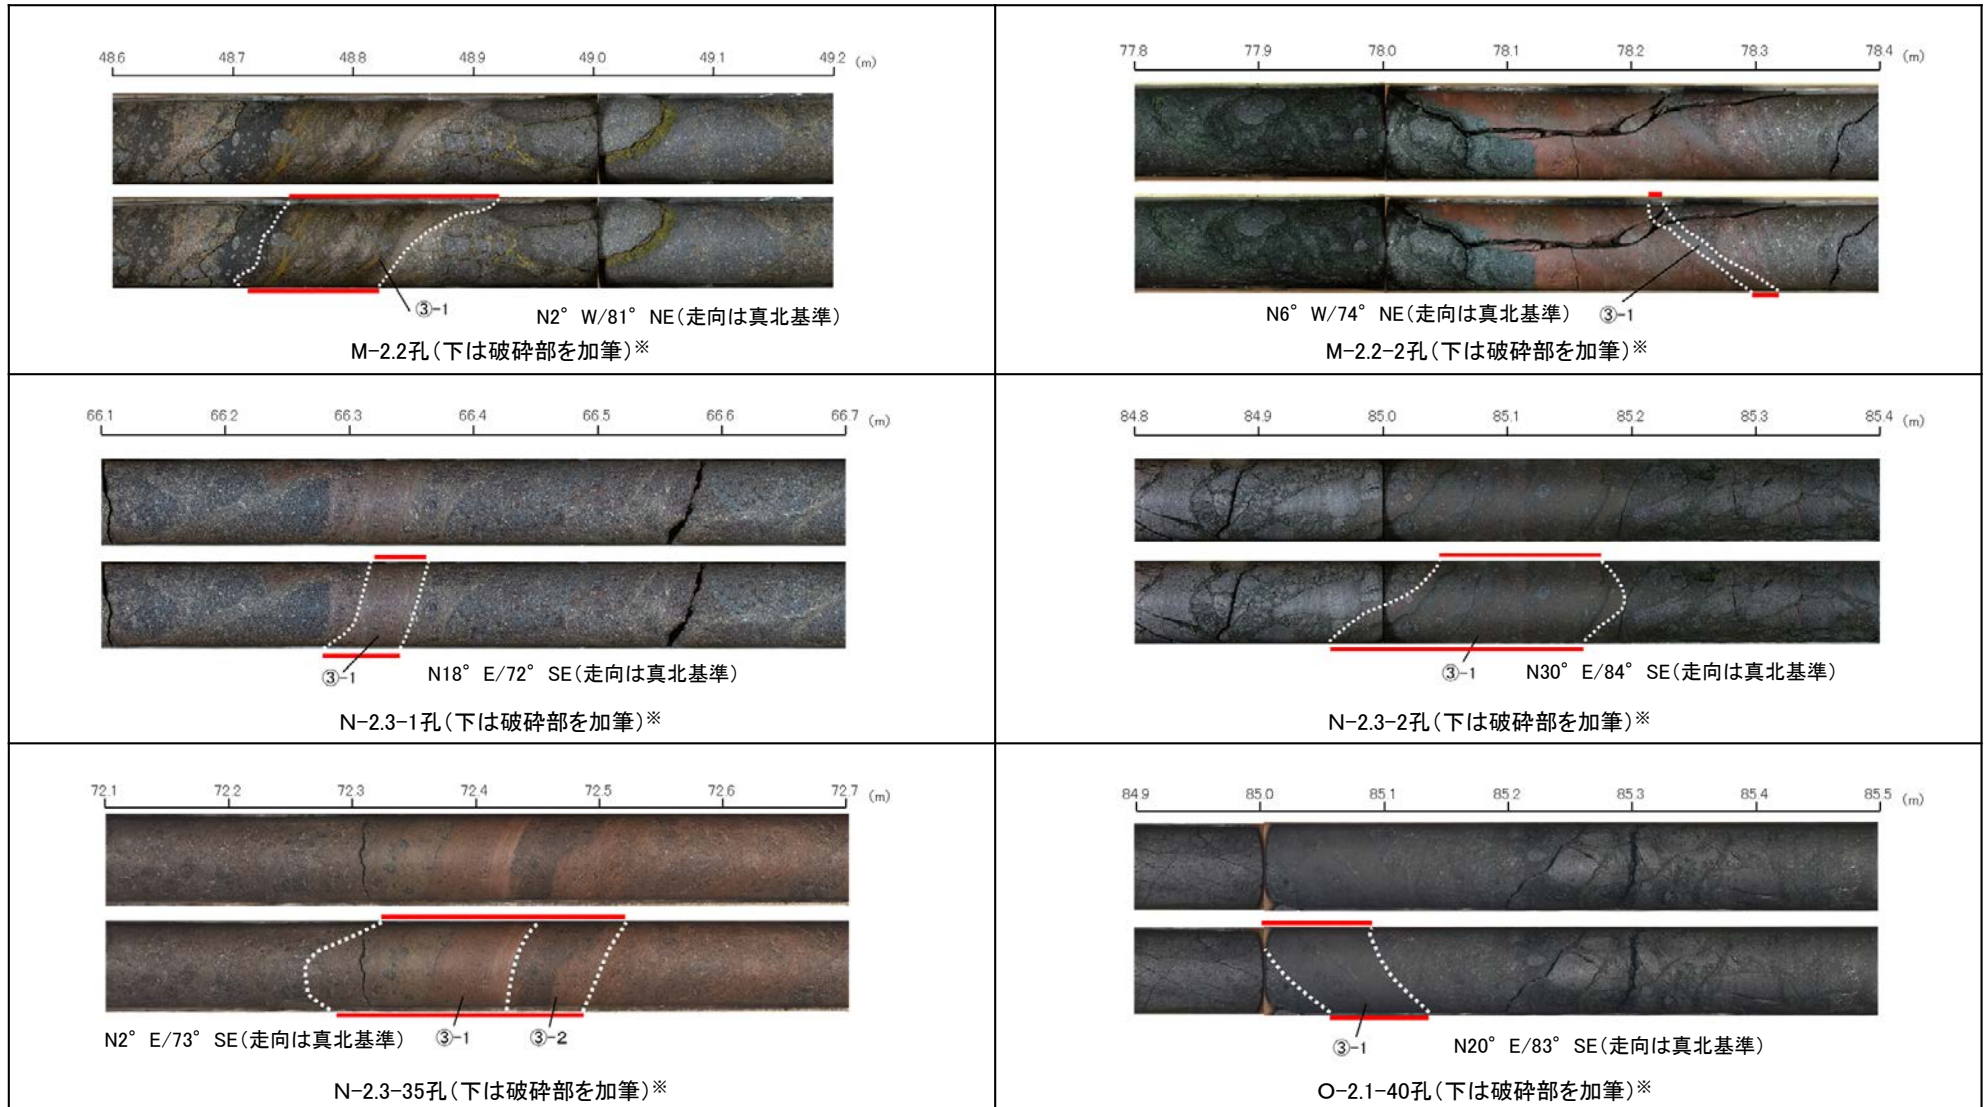 48.6 48.7 48.8 48.9 49.0 49.1 49.2 (m)
③-1
N2° W/81° NE(走向は真北基準)
M-2.2孔(下は破砕部を加筆)※
77.8 77.9 78.0 78.1 78.2 78.3 78.4 (m)
N6° W/74° NE(走向は真北基準) ③-1
M-2.2-2孔(下は破砕部を加筆)※
66.1 66.2 66.3 66.4 66.5 66.6 66.7 (m)
③-1 N18° E/72° SE(走向は真北基準)
N-2.3-1孔(下は破砕部を加筆)※
84.8 84.9 85.0 85.1 85.2 85.3 85.4 (m)
③-1 N30° E/84° SE(走向は真北基準)
N-2.3-2孔(下は破砕部を加筆)※
72.1 72.2 72.3 72.4 72.5 72.6 72.7 (m)
N2° E/73° SE(走向は真北基準) ③-1 ③-2
N-2.3-35孔(下は破砕部を加筆)※
84.9 85.0 85.1 85.2 85.3 85.4 85.5 (m)
③-1 N20° E/83° SE(走向は真北基準)
O-2.1-40孔(下は破砕部を加筆)※